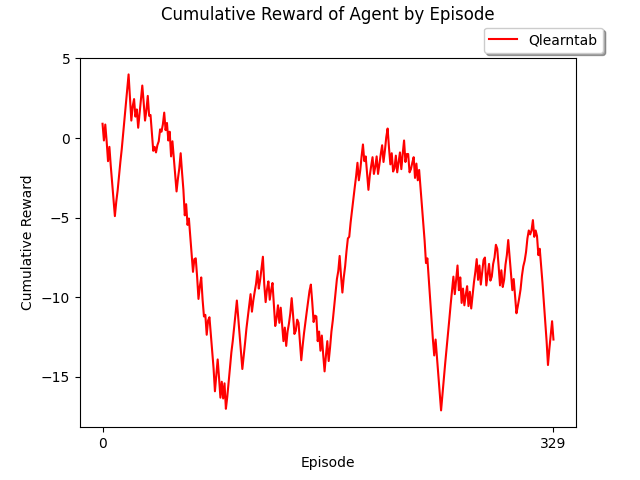 Cumulative Reward of Agent by Episode
Qlearntab
5
0
−5
−10
−15
Cumulative Reward
0
329
Episode